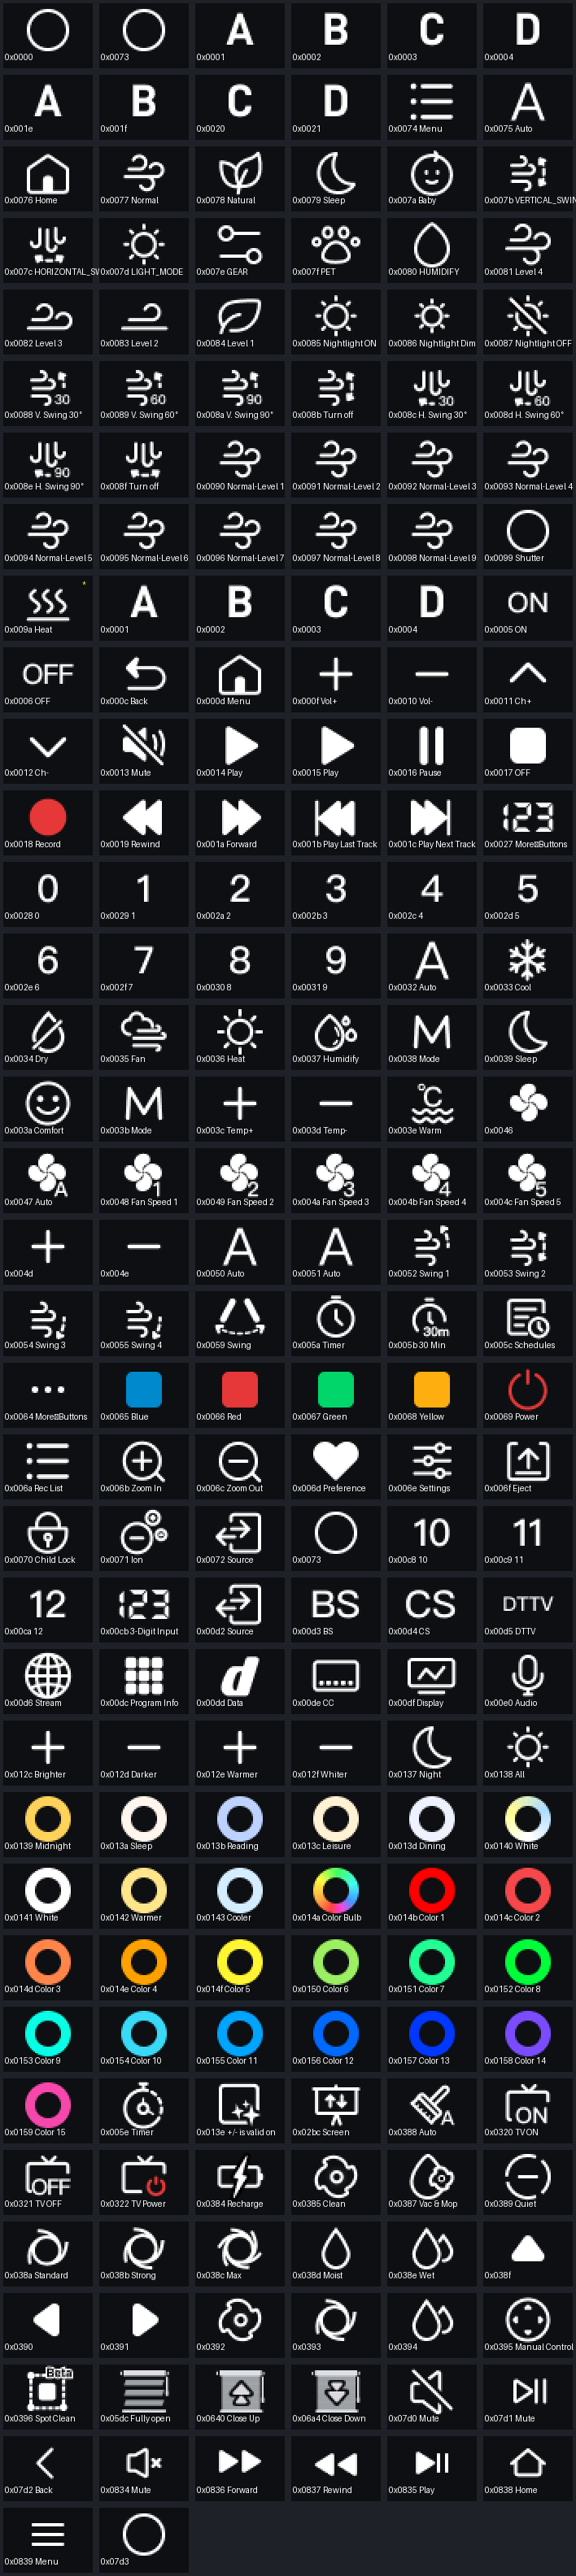 A B C D
0x0000 0x0073 0x0001 0x0002 0x0003 0x0004
A B C D A
0x001e 0x001f 0x0020 0x0021 0x0074 Menu 0x0075 Auto
0x0076 Home 0x0077 Normal 0x0078 Natural 0x0079 Sleep 0x007a Baby 0x007b VERTICAL_SWIN
0x007c HORIZONTAL_SW 0x007d LIGHT_MODE 0x007e GEAR 0x007f PET 0x0080 HUMIDIFY 0x0081 Level 4
0x0082 Level 3 0x0083 Level 2 0x0084 Level 1 0x0085 Nightlight ON 0x0086 Nightlight Dim 0x0087 Nightlight OFF
30 60 90 30 60
0x0088 V. Swing 30° 0x0089 V. Swing 60° 0x008a V. Swing 90° 0x008b Turn off 0x008c H. Swing 30° 0x008d H. Swing 60°
90
0x008e H. Swing 90° 0x008f Turn off 0x0090 Normal-Level 1 0x0091 Normal-Level 2 0x0092 Normal-Level 3 0x0093 Normal-Level 4
0x0094 Normal-Level 5 0x0095 Normal-Level 6 0x0096 Normal-Level 7 0x0097 Normal-Level 8 0x0098 Normal-Level 9 0x0099 Shutter
* A B C D ON
0x009a Heat 0x0001 0x0002 0x0003 0x0004 0x0005 ON
OFF
0x0006 OFF 0x000c Back 0x000d Menu 0x000f Vol+ 0x0010 Vol- 0x0011 Ch+
0x0012 Ch- 0x0013 Mute 0x0014 Play 0x0015 Play 0x0016 Pause 0x0017 OFF
123
0x0018 Record 0x0019 Rewind 0x001a Forward 0x001b Play Last Track 0x001c Play Next Track 0x0027 More Buttons
0 1 2 3 4 5
0x0028 0 0x0029 1 0x002a 2 0x002b 3 0x002c 4 0x002d 5
6 7 8 9 A
0x002e 6 0x002f 7 0x0030 8 0x0031 9 0x0032 Auto 0x0033 Cool
M
0x0034 Dry 0x0035 Fan 0x0036 Heat 0x0037 Humidify 0x0038 Mode 0x0039 Sleep
M °C
0x003a Comfort 0x003b Mode 0x003c Temp+ 0x003d Temp- 0x003e Warm 0x0046
A 1 2 3 4 5
0x0047 Auto 0x0048 Fan Speed 1 0x0049 Fan Speed 2 0x004a Fan Speed 3 0x004b Fan Speed 4 0x004c Fan Speed 5
A A
0x004d 0x004e 0x0050 Auto 0x0051 Auto 0x0052 Swing 1 0x0053 Swing 2
30m
0x0054 Swing 3 0x0055 Swing 4 0x0059 Swing 0x005a Timer 0x005b 30 Min 0x005c Schedules
0x0064 More Buttons 0x0065 Blue 0x0066 Red 0x0067 Green 0x0068 Yellow 0x0069 Power
0x006a Rec List 0x006b Zoom In 0x006c Zoom Out 0x006d Preference 0x006e Settings 0x006f Eject
10 11
0x0070 Child Lock 0x0071 Ion 0x0072 Source 0x0073 0x00c8 10 0x00c9 11
12 123 BS CS DTTV
0x00ca 12 0x00cb 3-Digit Input 0x00d2 Source 0x00d3 BS 0x00d4 CS 0x00d5 DTTV
d
0x00d6 Stream 0x00dc Program Info 0x00dd Data 0x00de CC 0x00df Display 0x00e0 Audio
0x012c Brighter 0x012d Darker 0x012e Warmer 0x012f Whiter 0x0137 Night 0x0138 All
0x0139 Midnight 0x013a Sleep 0x013b Reading 0x013c Leisure 0x013d Dining 0x0140 White
0x0141 White 0x0142 Warmer 0x0143 Cooler 0x014a Color Bulb 0x014b Color 1 0x014c Color 2
0x014d Color 3 0x014e Color 4 0x014f Color 5 0x0150 Color 6 0x0151 Color 7 0x0152 Color 8
0x0153 Color 9 0x0154 Color 10 0x0155 Color 11 0x0156 Color 12 0x0157 Color 13 0x0158 Color 14
A ON
0x0159 Color 15 0x005e Timer 0x013e +/- is valid on 0x02bc Screen 0x0388 Auto 0x0320 TV ON
OFF
0x0321 TV OFF 0x0322 TV Power 0x0384 Recharge 0x0385 Clean 0x0387 Vac & Mop 0x0389 Quiet
0x038a Standard 0x038b Strong 0x038c Max 0x038d Moist 0x038e Wet 0x038f
0x0390 0x0391 0x0392 0x0393 0x0394 0x0395 Manual Control
Beta
0x0396 Spot Clean 0x05dc Fully open 0x0640 Close Up 0x06a4 Close Down 0x07d0 Mute 0x07d1 Mute
0x07d2 Back 0x0834 Mute 0x0836 Forward 0x0837 Rewind 0x0835 Play 0x0838 Home
0x0839 Menu 0x07d3